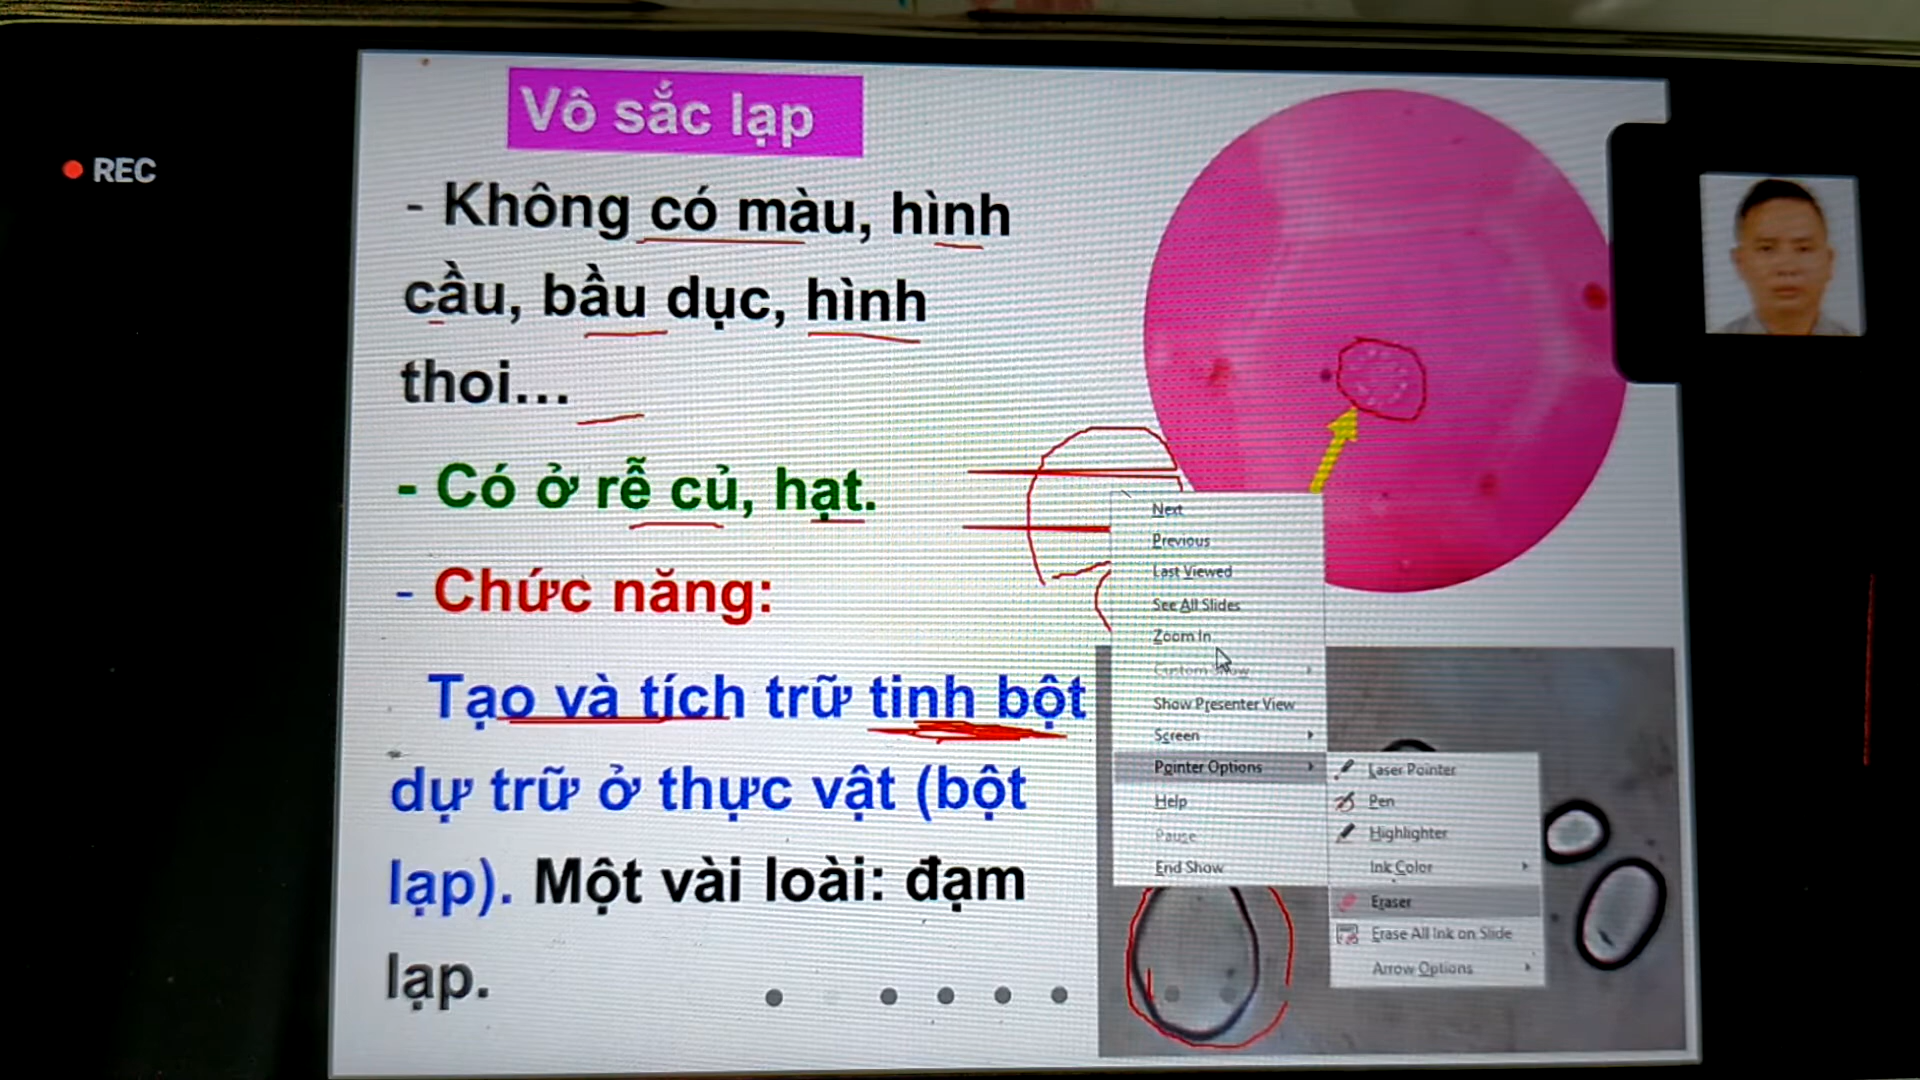 REC
Vô sắc lạp
- Không có màu, hình
cầu, bầu dục, hình
thoi...
- Có ở rễ củ, hạt.
- Chức năng:
Tạo và tích trữ tinh bột
dự trữ ở thực vật (bột
lạp). Một vài loài: đạm
lạp.
Next
Previous
Last Viewed
See All Slides
Zoom In
Custom Show
Show Presenter View
Screen
Pointer Options
Help
Pause
End Show
Laser Pointer
Pen
Highlighter
Ink Color
Eraser
Erase All Ink on Slide
Arrow Options